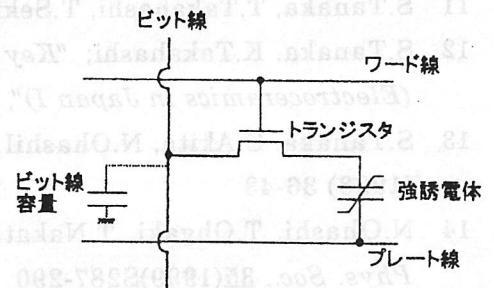 ビット線
ワード線
トランジスタ
ビット線
容量
強誘電体
プレート線